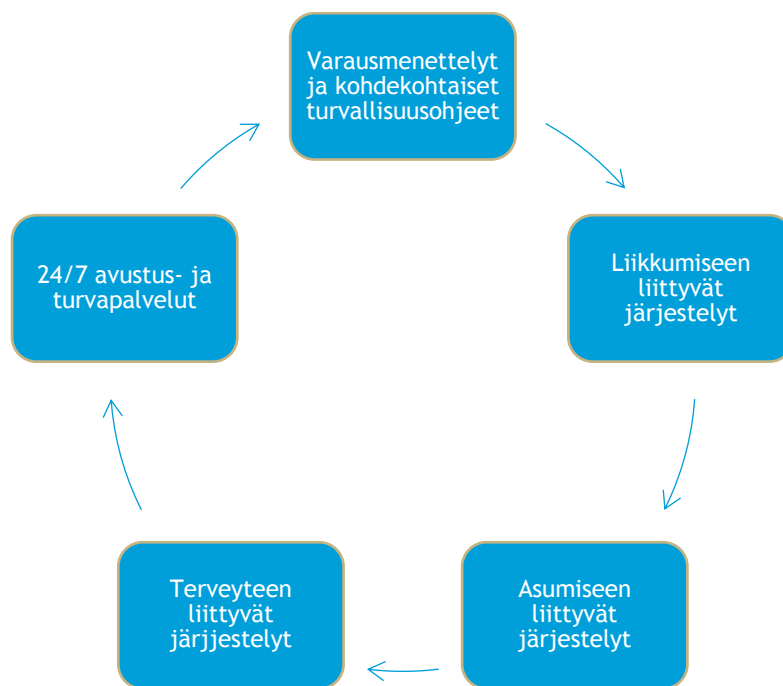 Varausmenettelyt
ja kohdekohtaiset
turvallisuusohjeet
24/7 avustus- ja
turvapalvelut
Liikkumiseen
liittyvät
järjestelyt
Terveyteen
liittyvät
järjjestelyt
Asumiseen
liittyvät
järjestelyt